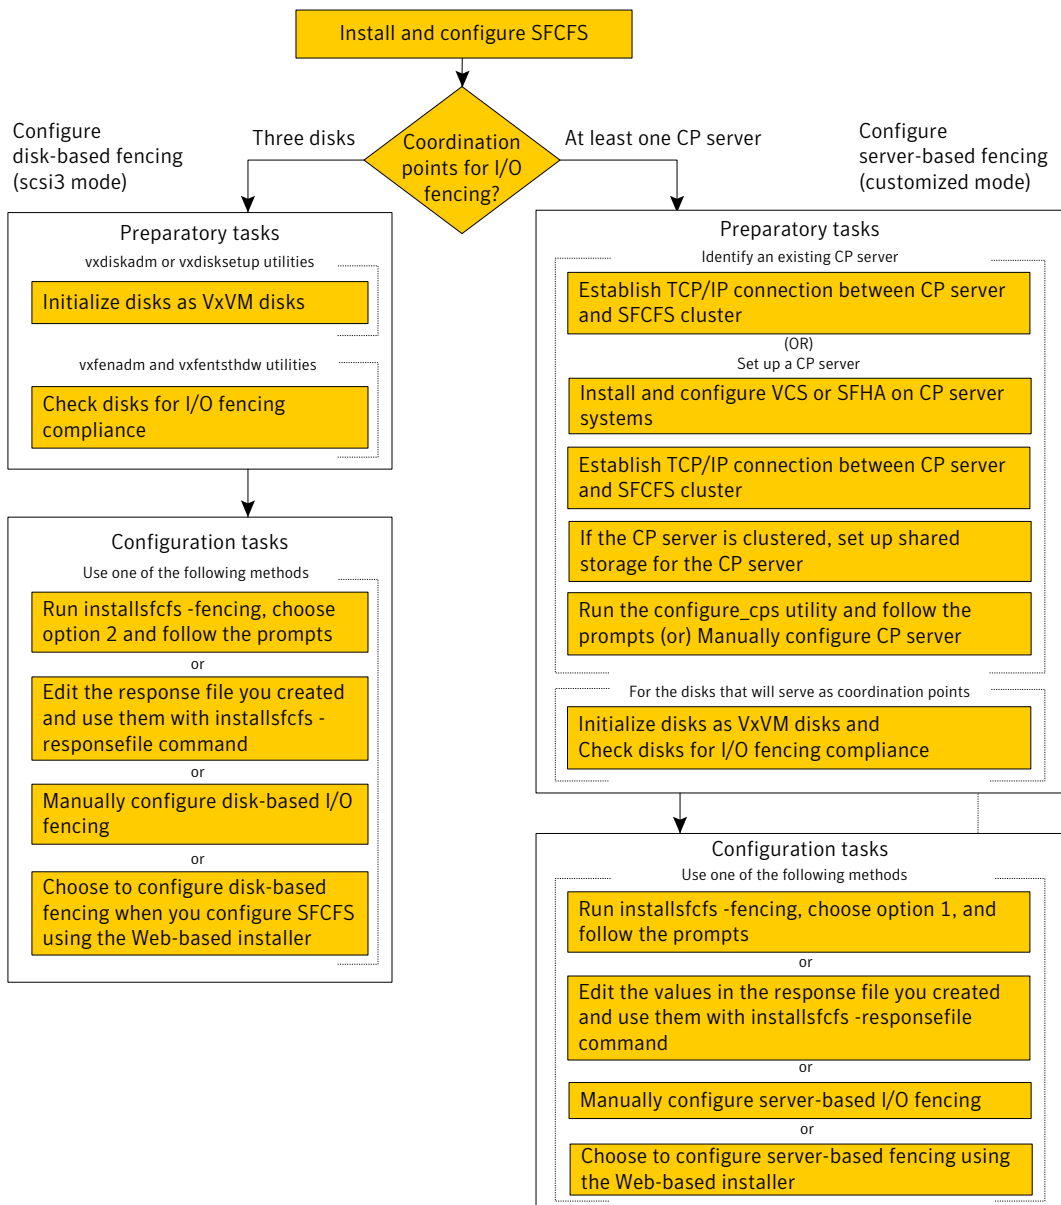 Install and configure SFCFS
Coordination
points for I/O
fencing?
Three disks
At least one CP server
Configure
disk-based fencing
(scsi3 mode)
Configure
server-based fencing
(customized mode)
Preparatory tasks
vxdiskadm or vxdisksetup utilities
Initialize disks as VxVM disks
vxfenadm and vxfentsthdw utilities
Check disks for I/O fencing
compliance
Configuration tasks
Use one of the following methods
Run installsfcfs -fencing, choose
option 2 and follow the prompts
or
Edit the response file you created
and use them with installsfcfs -
responsefile command
or
Manually configure disk-based I/O
fencing
or
Choose to configure disk-based
fencing when you configure SFCFS
using the Web-based installer
Preparatory tasks
Identify an existing CP server
Establish TCP/IP connection between CP server
and SFCFS cluster
(OR)
Set up a CP server
Install and configure VCS or SFHA on CP server
systems
Establish TCP/IP connection between CP server
and SFCFS cluster
If the CP server is clustered, set up shared
storage for the CP server
Run the configure_cps utility and follow the
prompts (or) Manually configure CP server
For the disks that will serve as coordination points
Initialize disks as VxVM disks and
Check disks for I/O fencing compliance
Configuration tasks
Use one of the following methods
Run installsfcfs -fencing, choose option 1, and
follow the prompts
or
Edit the values in the response file you created
and use them with installsfcfs -responsefile
command
or
Manually configure server-based I/O fencing
or
Choose to configure server-based fencing using
the Web-based installer